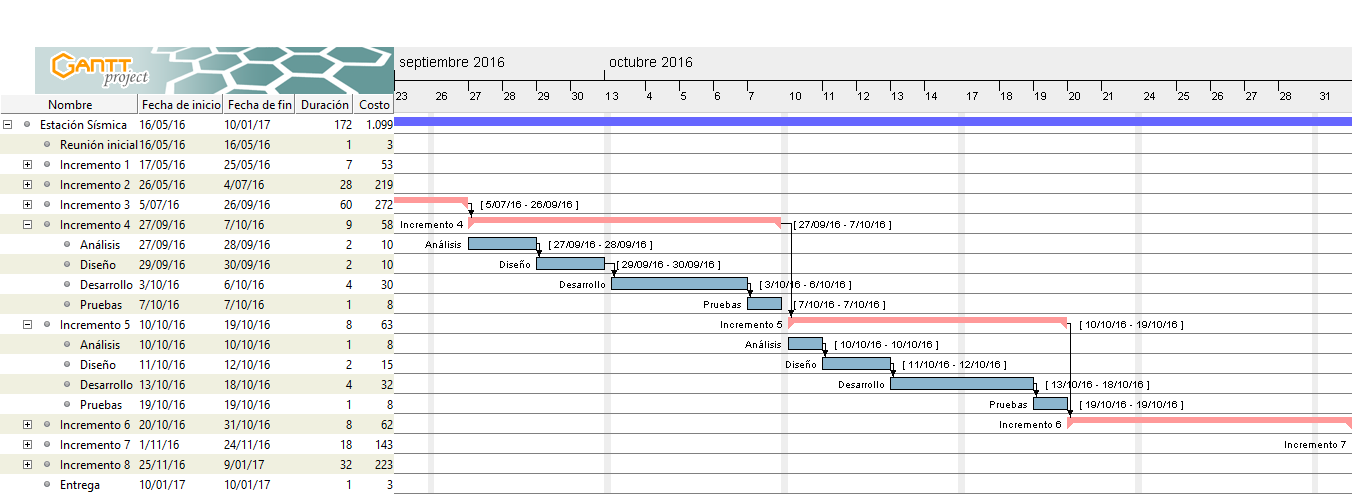 GANTT
project
septiembre 2016 octubre 2016
23 26 27 28 29 30 13 4 5 6 7 10 11 12 13 14 17 18 19 20 21 24 25 26 27 28 31
Nombre Fecha de inicio Fecha de fin Duración Costo
Estación Sísmica 16/05/16 10/01/17 172 1.099
Reunión inicial 16/05/16 16/05/16 1 3
Incremento 1 17/05/16 25/05/16 7 53
Incremento 2 26/05/16 4/07/16 28 219
Incremento 3 5/07/16 26/09/16 60 272 [ 5/07/16 - 26/09/16 ]
Incremento 4 27/09/16 7/10/16 9 58 Incremento 4 [ 27/09/16 - 7/10/16 ]
Análisis 27/09/16 28/09/16 2 10 Análisis [ 27/09/16 - 28/09/16 ]
Diseño 29/09/16 30/09/16 2 10 Diseño [ 29/09/16 - 30/09/16 ]
Desarrollo 3/10/16 6/10/16 4 30 Desarrollo [ 3/10/16 - 6/10/16 ]
Pruebas 7/10/16 7/10/16 1 8 Pruebas [ 7/10/16 - 7/10/16 ]
Incremento 5 10/10/16 19/10/16 8 63 Incremento 5 [ 10/10/16 - 19/10/16 ]
Análisis 10/10/16 10/10/16 1 8 Análisis [ 10/10/16 - 10/10/16 ]
Diseño 11/10/16 12/10/16 2 15 Diseño [ 11/10/16 - 12/10/16 ]
Desarrollo 13/10/16 18/10/16 4 32 Desarrollo [ 13/10/16 - 18/10/16 ]
Pruebas 19/10/16 19/10/16 1 8 Pruebas [ 19/10/16 - 19/10/16 ]
Incremento 6 20/10/16 31/10/16 8 62 Incremento 6
Incremento 7 1/11/16 24/11/16 18 143 Incremento 7
Incremento 8 25/11/16 9/01/17 32 223
Entrega 10/01/17 10/01/17 1 3